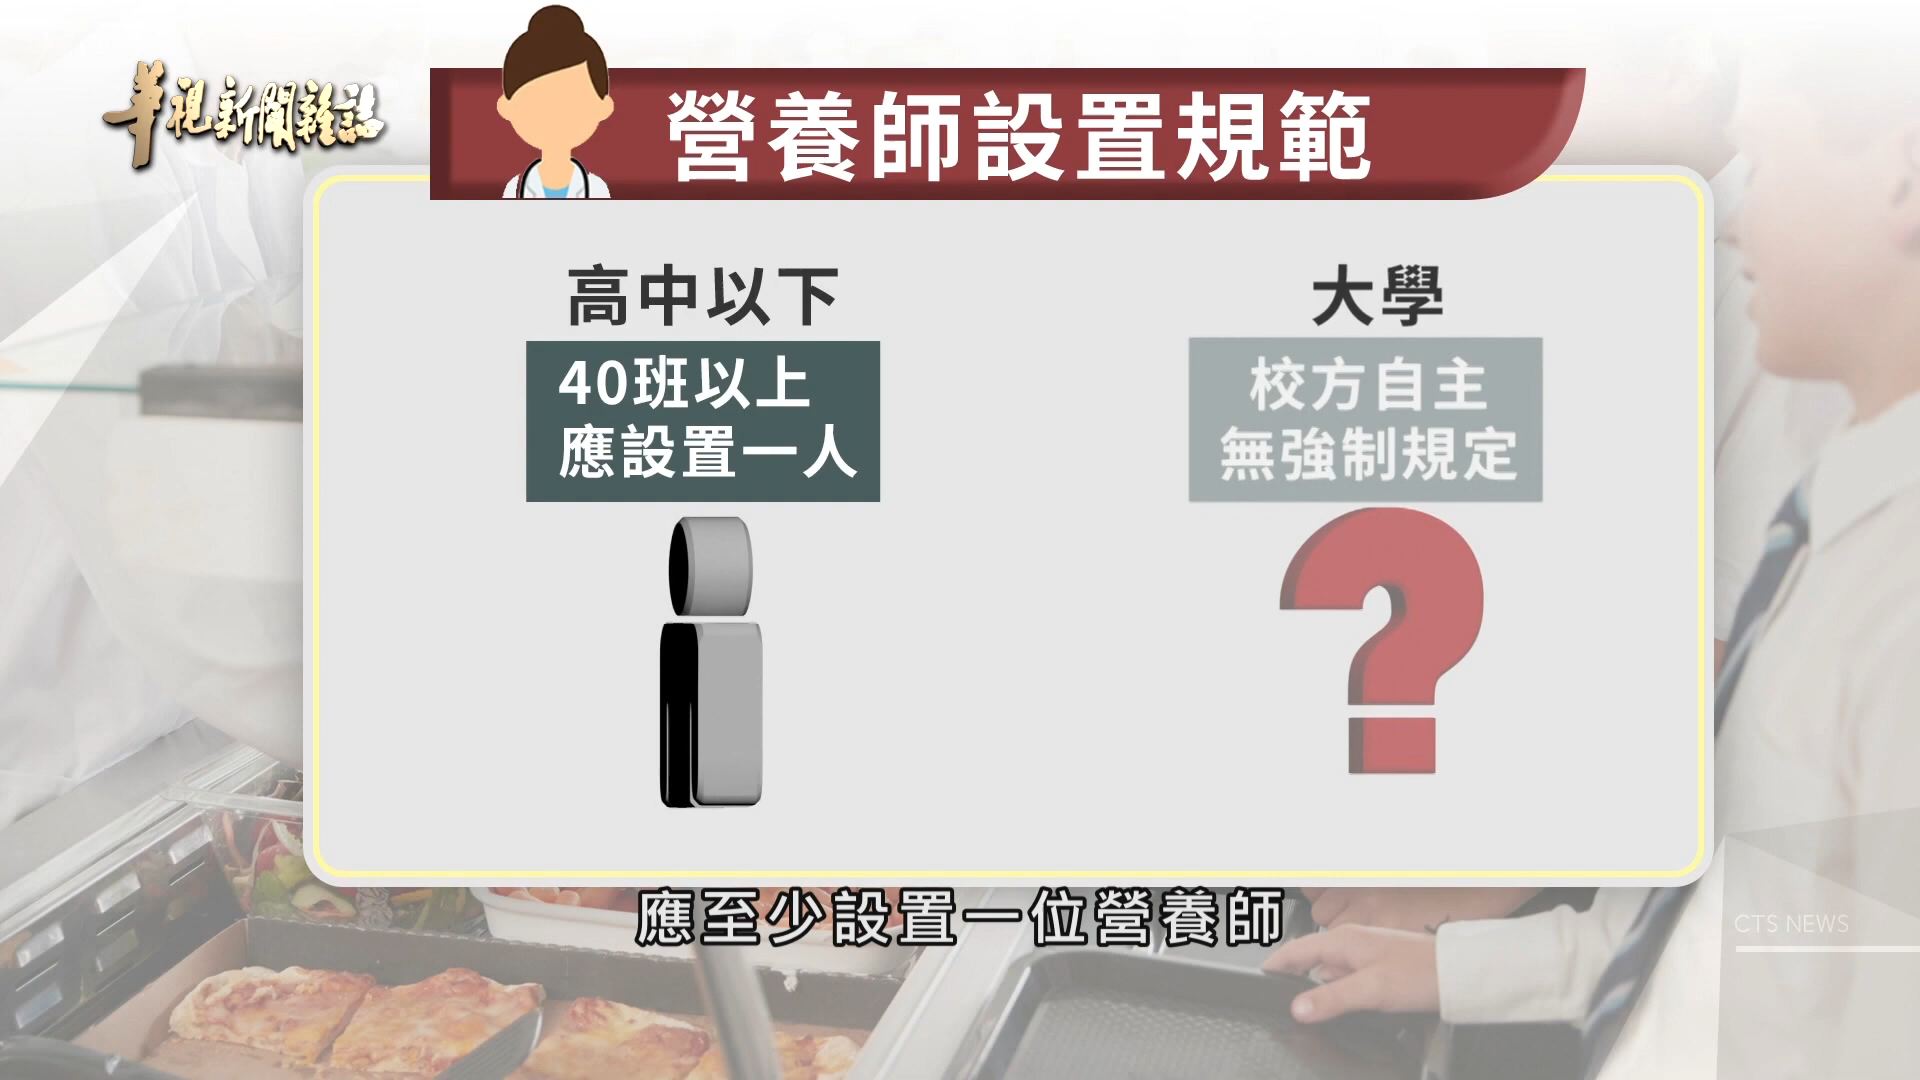 華視新聞雜誌
營養師設置規範
高中以下
40班以上
應設置一人
大學
校方自主
無強制規定
?
應至少設置一位營養師
CTS NEWS